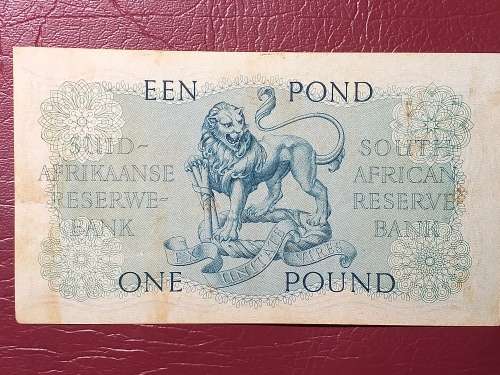 EEN POND
SUID-
AFRIKAANSE
RESERWE-
BANK
SOUTH
AFRICAN
RESERVE
BANK
EX UNITATE VIRES
ONE POUND